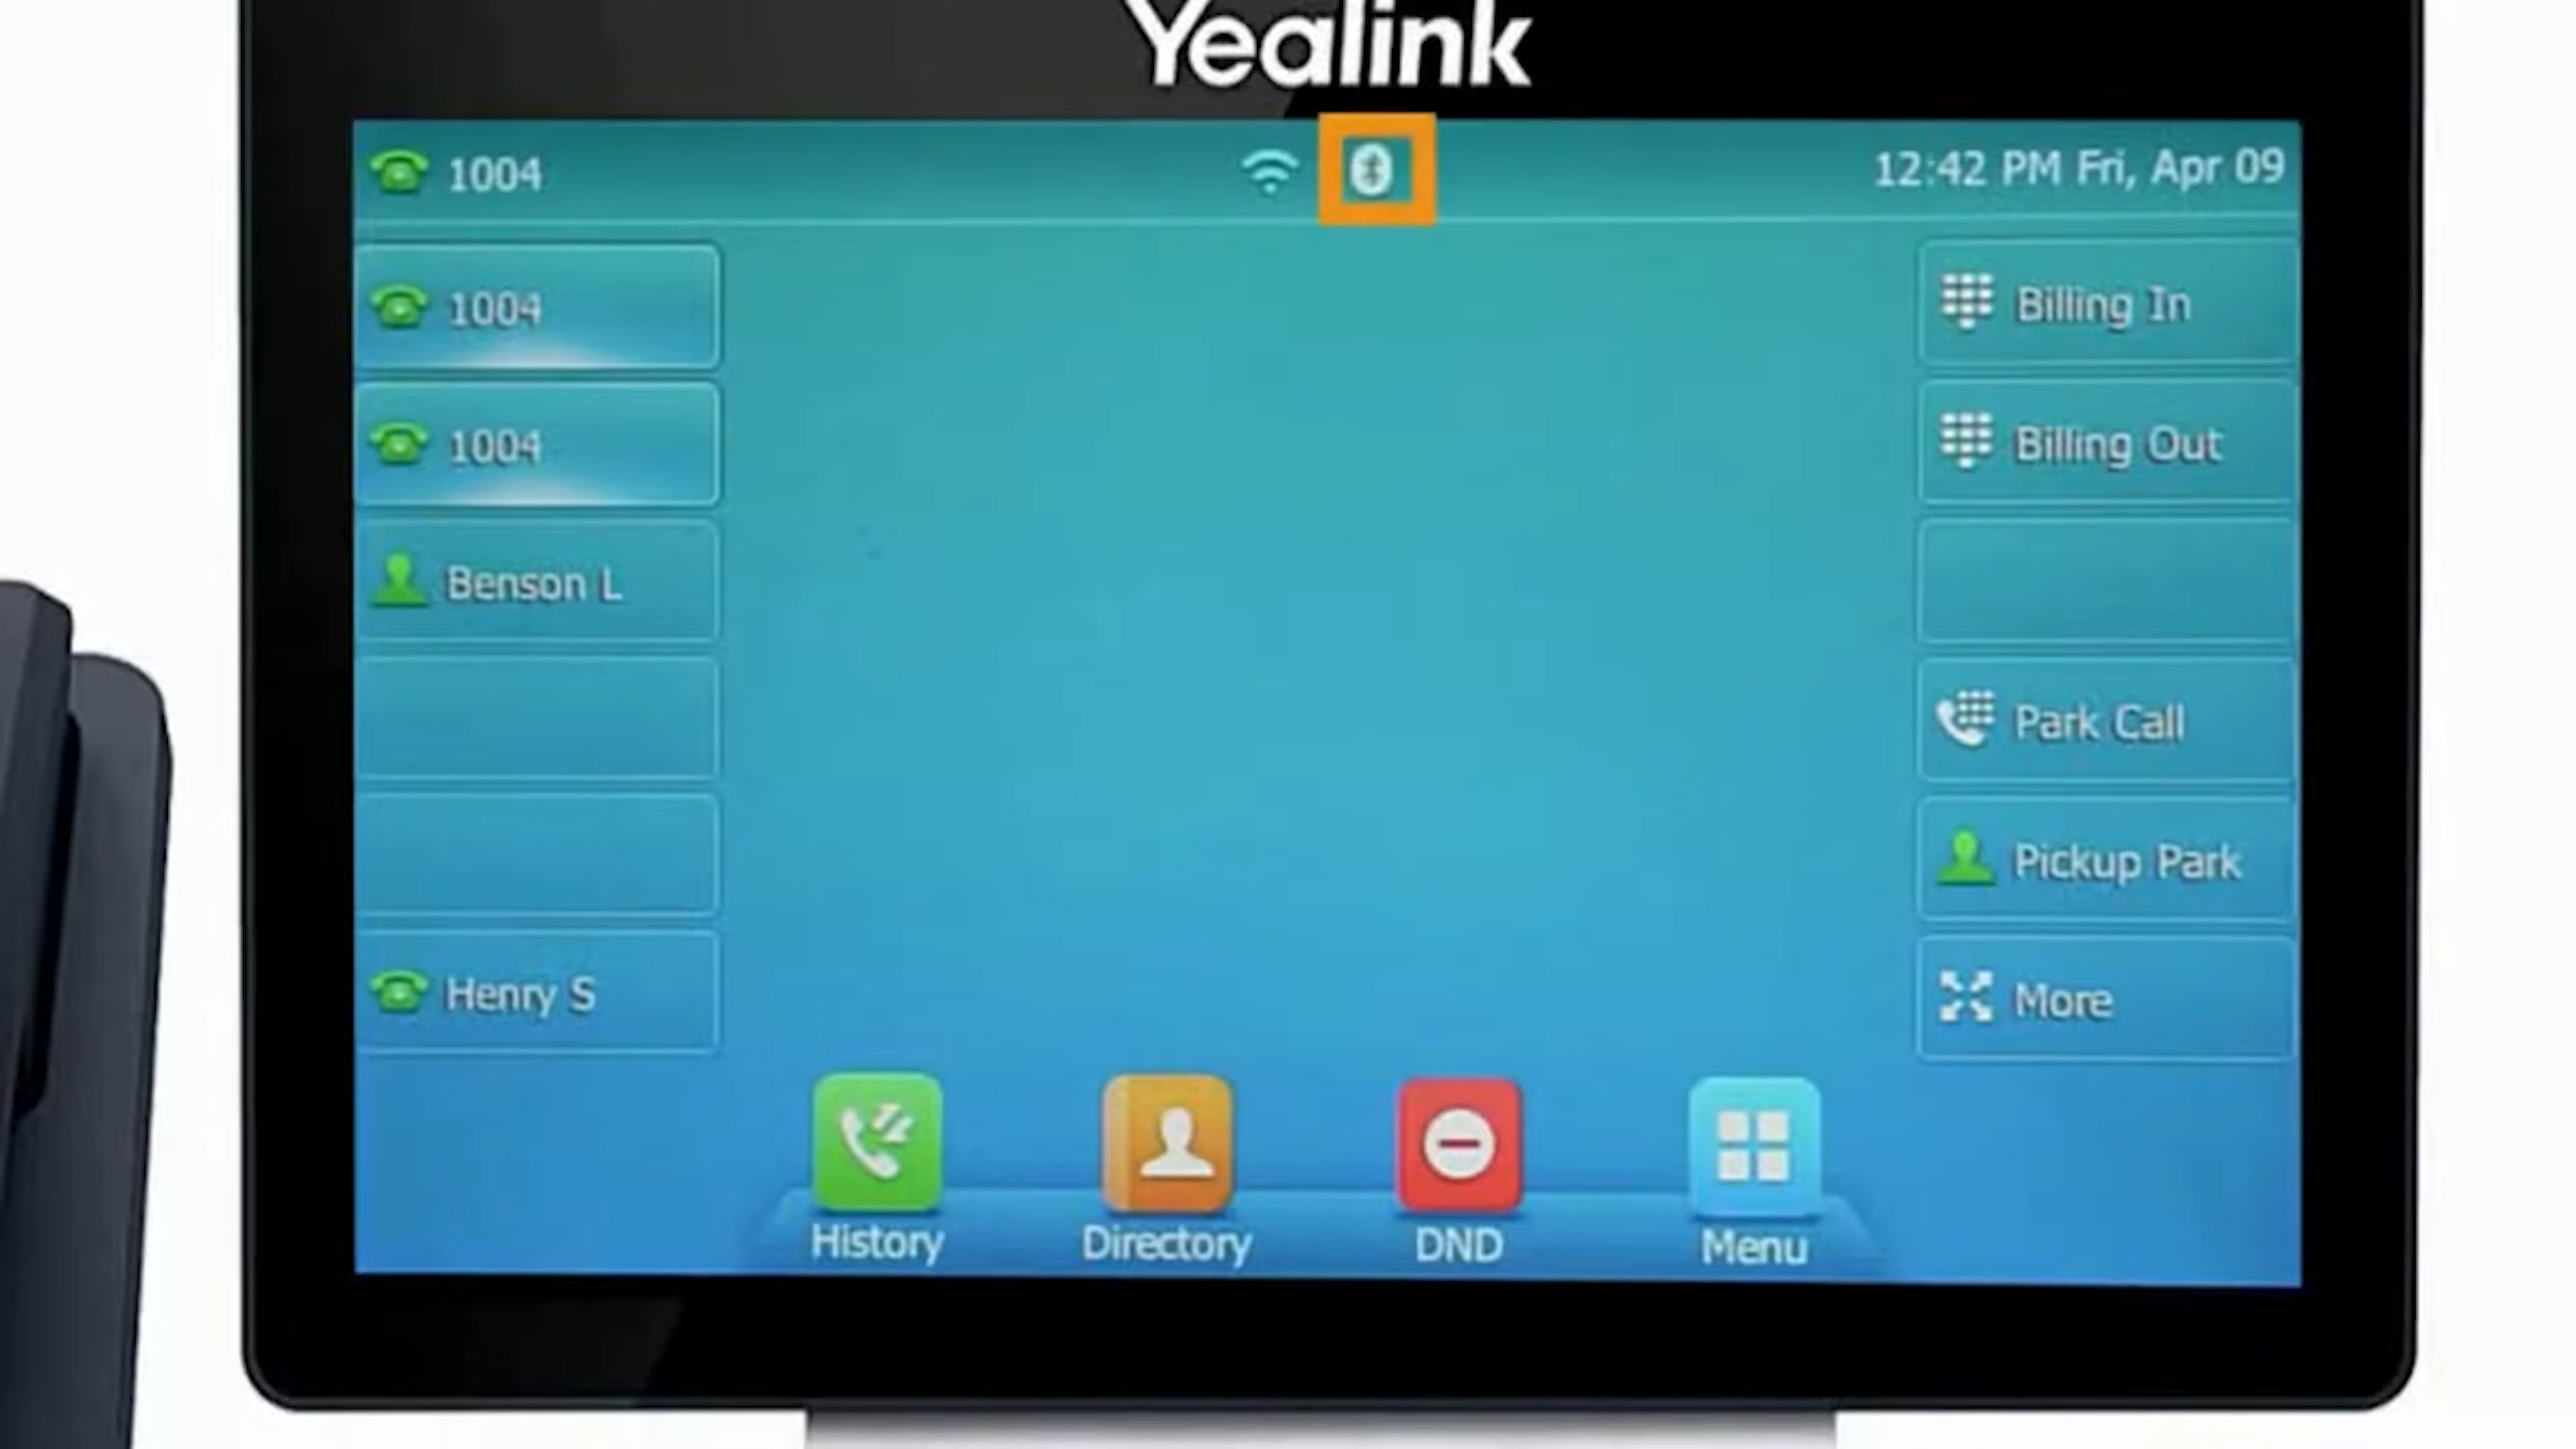 Yealink
1004
12:42 PM Fri, Apr 09
1004
1004
Benson L
Henry S
Billing In
Billing Out
Park Call
Pickup Park
More
History
Directory
DND
Menu